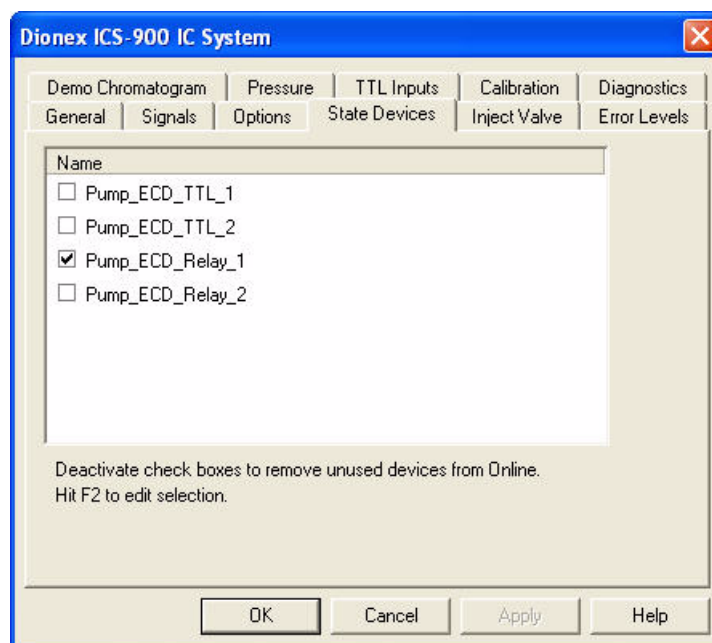 Dionex ICS-900 IC System
Demo Chromatogram Pressure TTL Inputs Calibration Diagnostics
General Signals Options State Devices Inject Valve Error Levels
Name
Pump_ECD_TTL_1
Pump_ECD_TTL_2
Pump_ECD_Relay_1
Pump_ECD_Relay_2
Deactivate check boxes to remove unused devices from Online.
Hit F2 to edit selection.
OK Cancel Apply Help